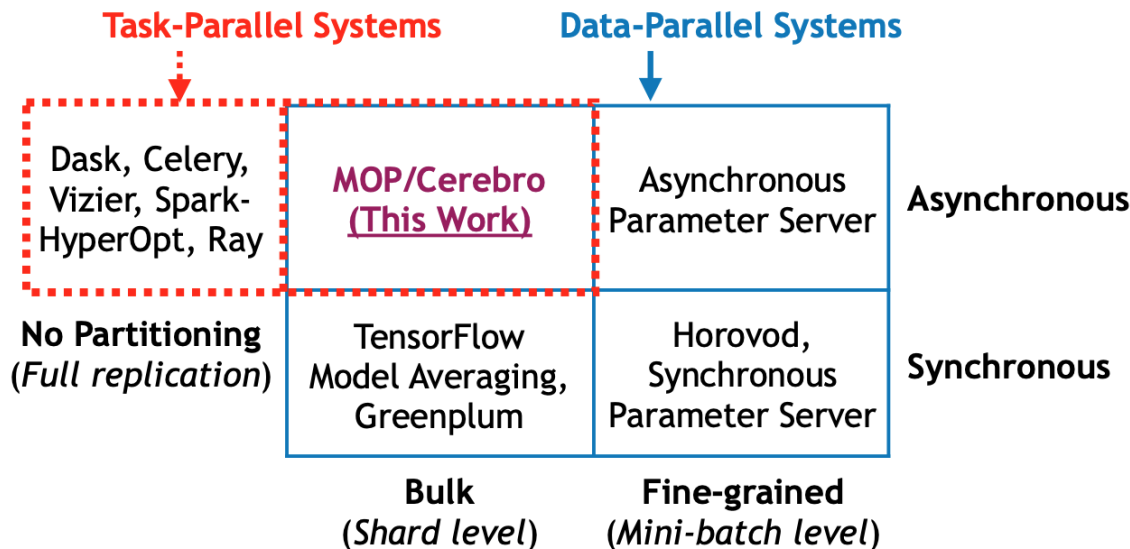 Task-Parallel Systems
Data-Parallel Systems
Dask, Celery,
Vizier, Spark-
HyperOpt, Ray
MOP/Cerebro
(This Work)
Asynchronous
Parameter Server
Asynchronous
No Partitioning
(Full replication)
TensorFlow
Model Averaging,
Greenplum
Horovod,
Synchronous
Parameter Server
Synchronous
Bulk
(Shard level)
Fine-grained
(Mini-batch level)